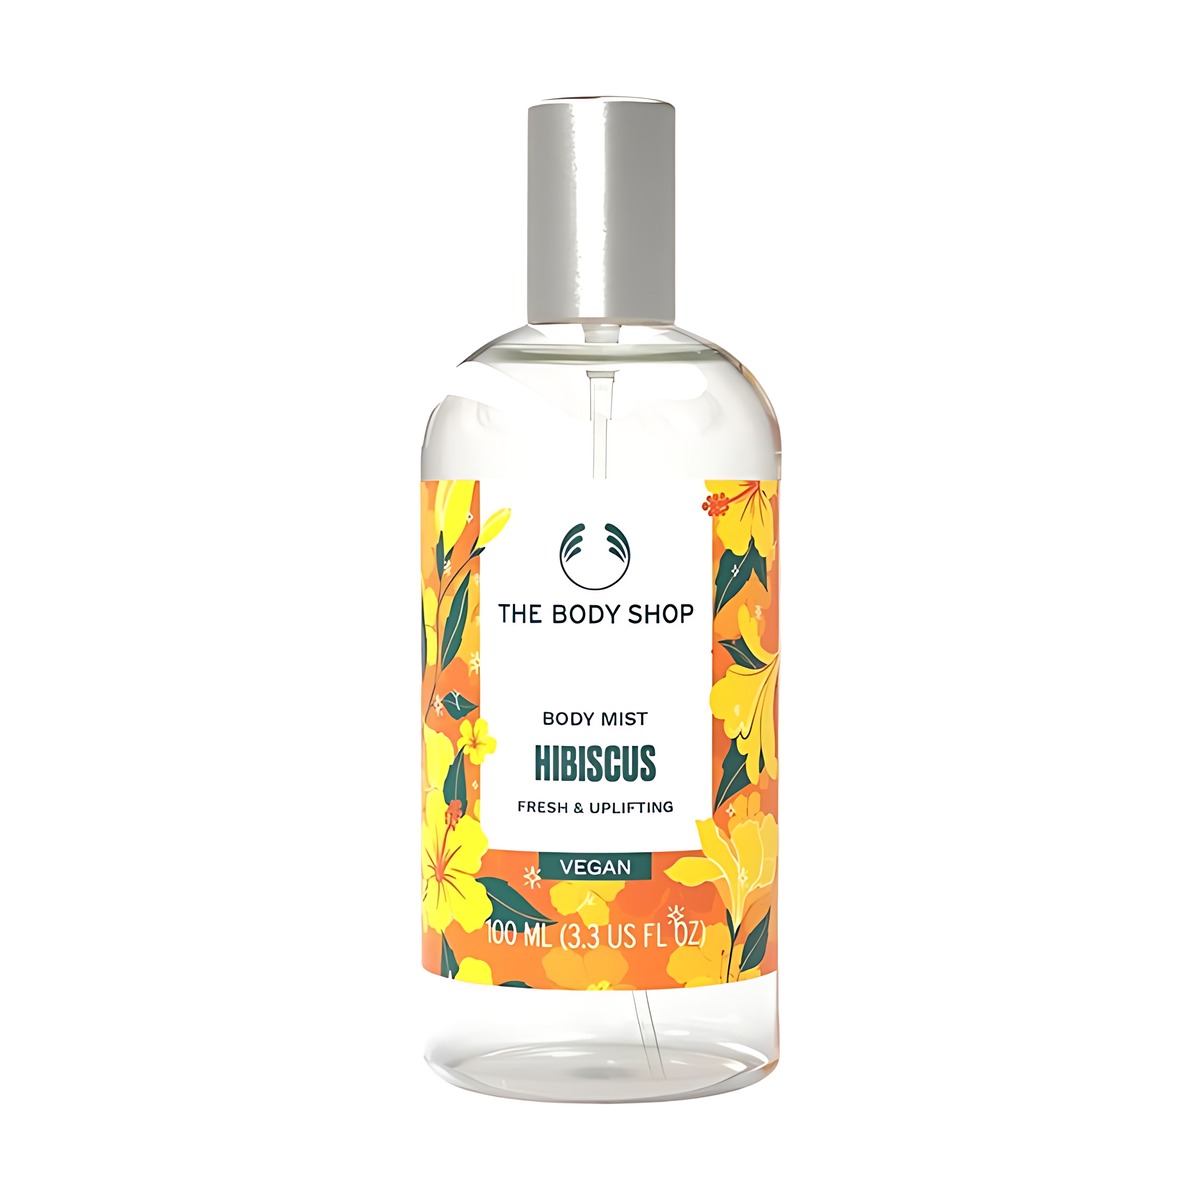 THE BODY SHOP
BODY MIST
HIBISCUS
FRESH & UPLIFTING
VEGAN
100 ML (3.3 US FL OZ)